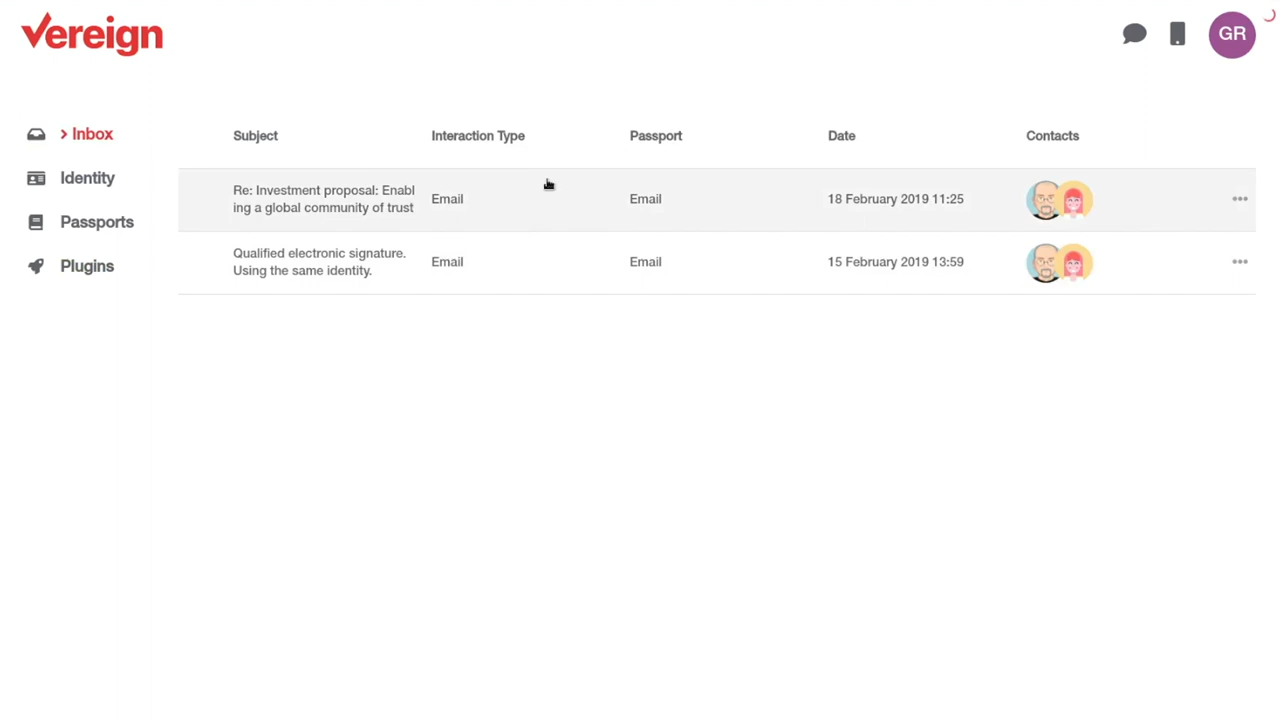 Vereign
GR
> Inbox
Identity
Passports
Plugins
Subject Interaction Type Passport Date Contacts
Re: Investment proposal: Enabl
ing a global community of trust
Email Email 18 February 2019 11:25
Qualified electronic signature.
Using the same identity.
Email Email 15 February 2019 13:59